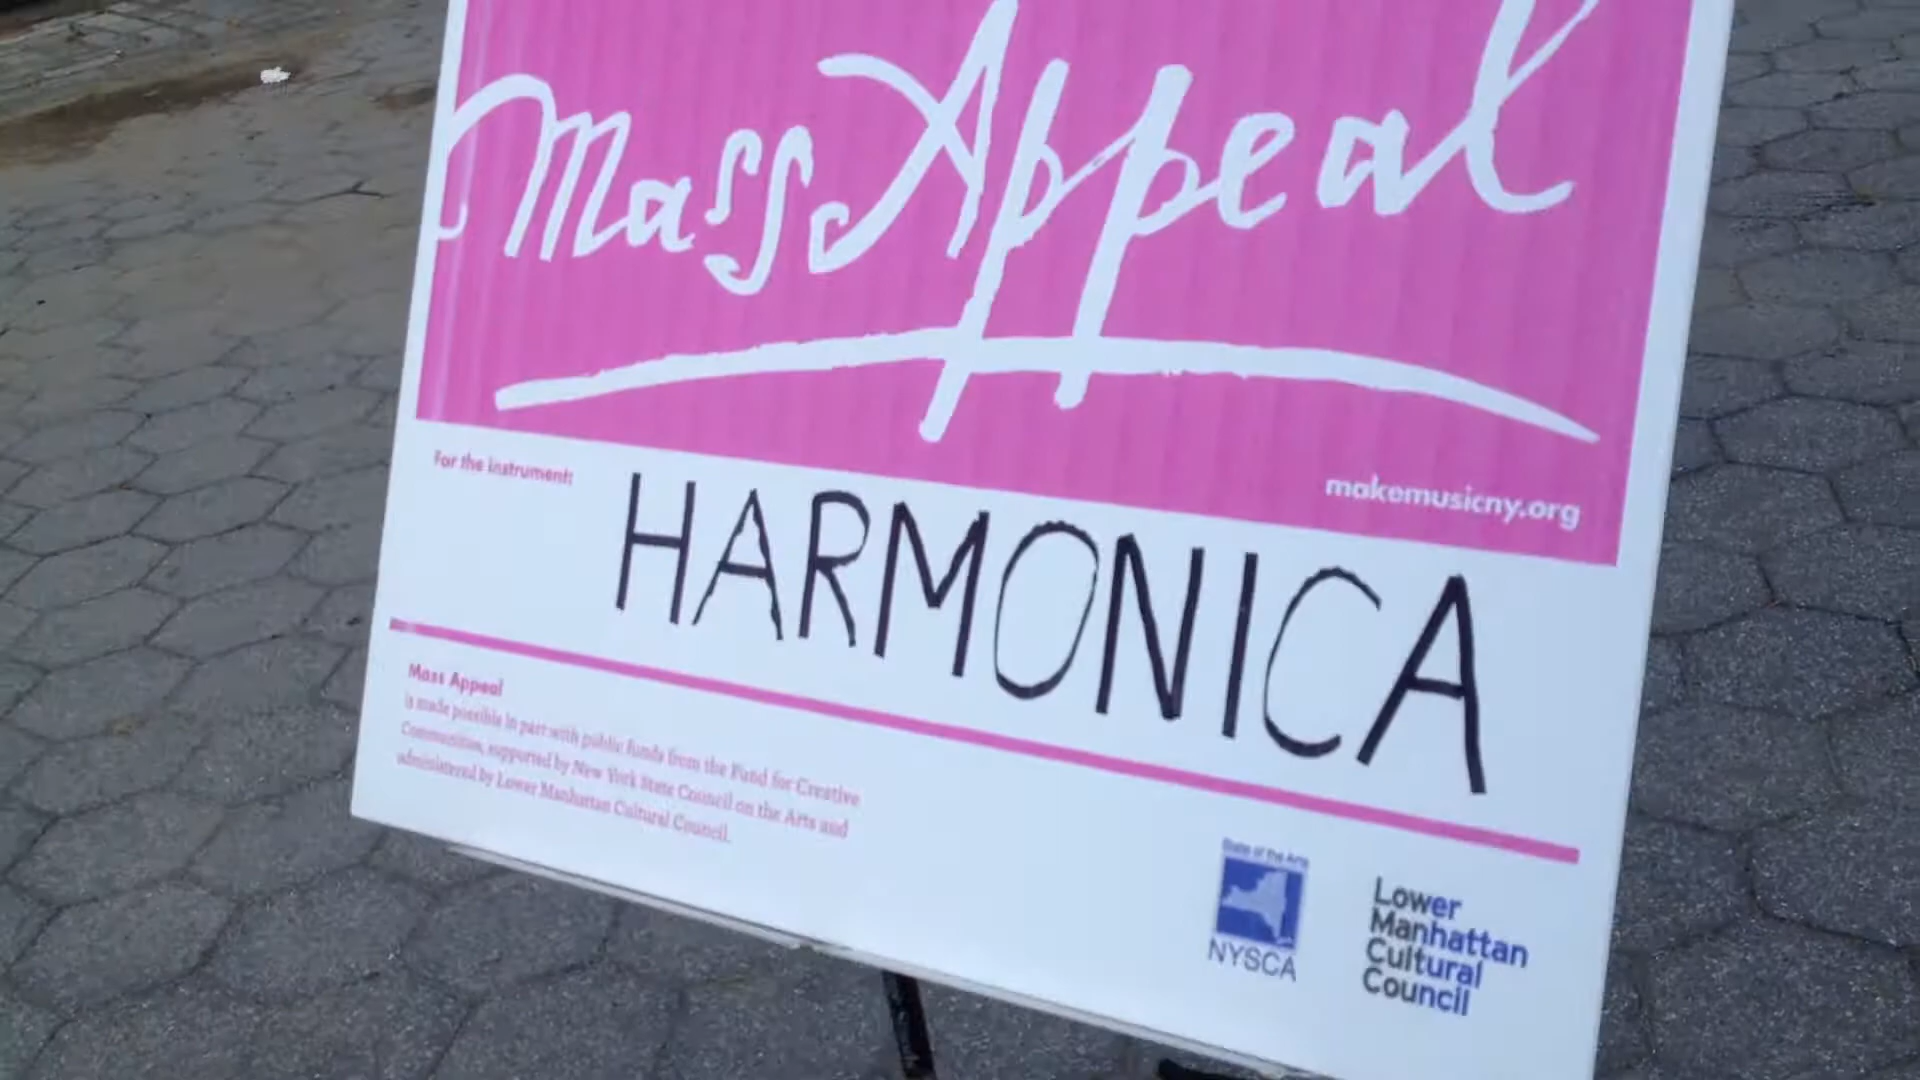 Mass Appeal
makemusicny.org
For the instrument:
HARMONICA
Mass Appeal
is made possible in part with public funds from the Fund for Creative
Communities, supported by New York State Council on the Arts and
administered by Lower Manhattan Cultural Council.
State of the Arts
NYSCA
Lower
Manhattan
Cultural
Council